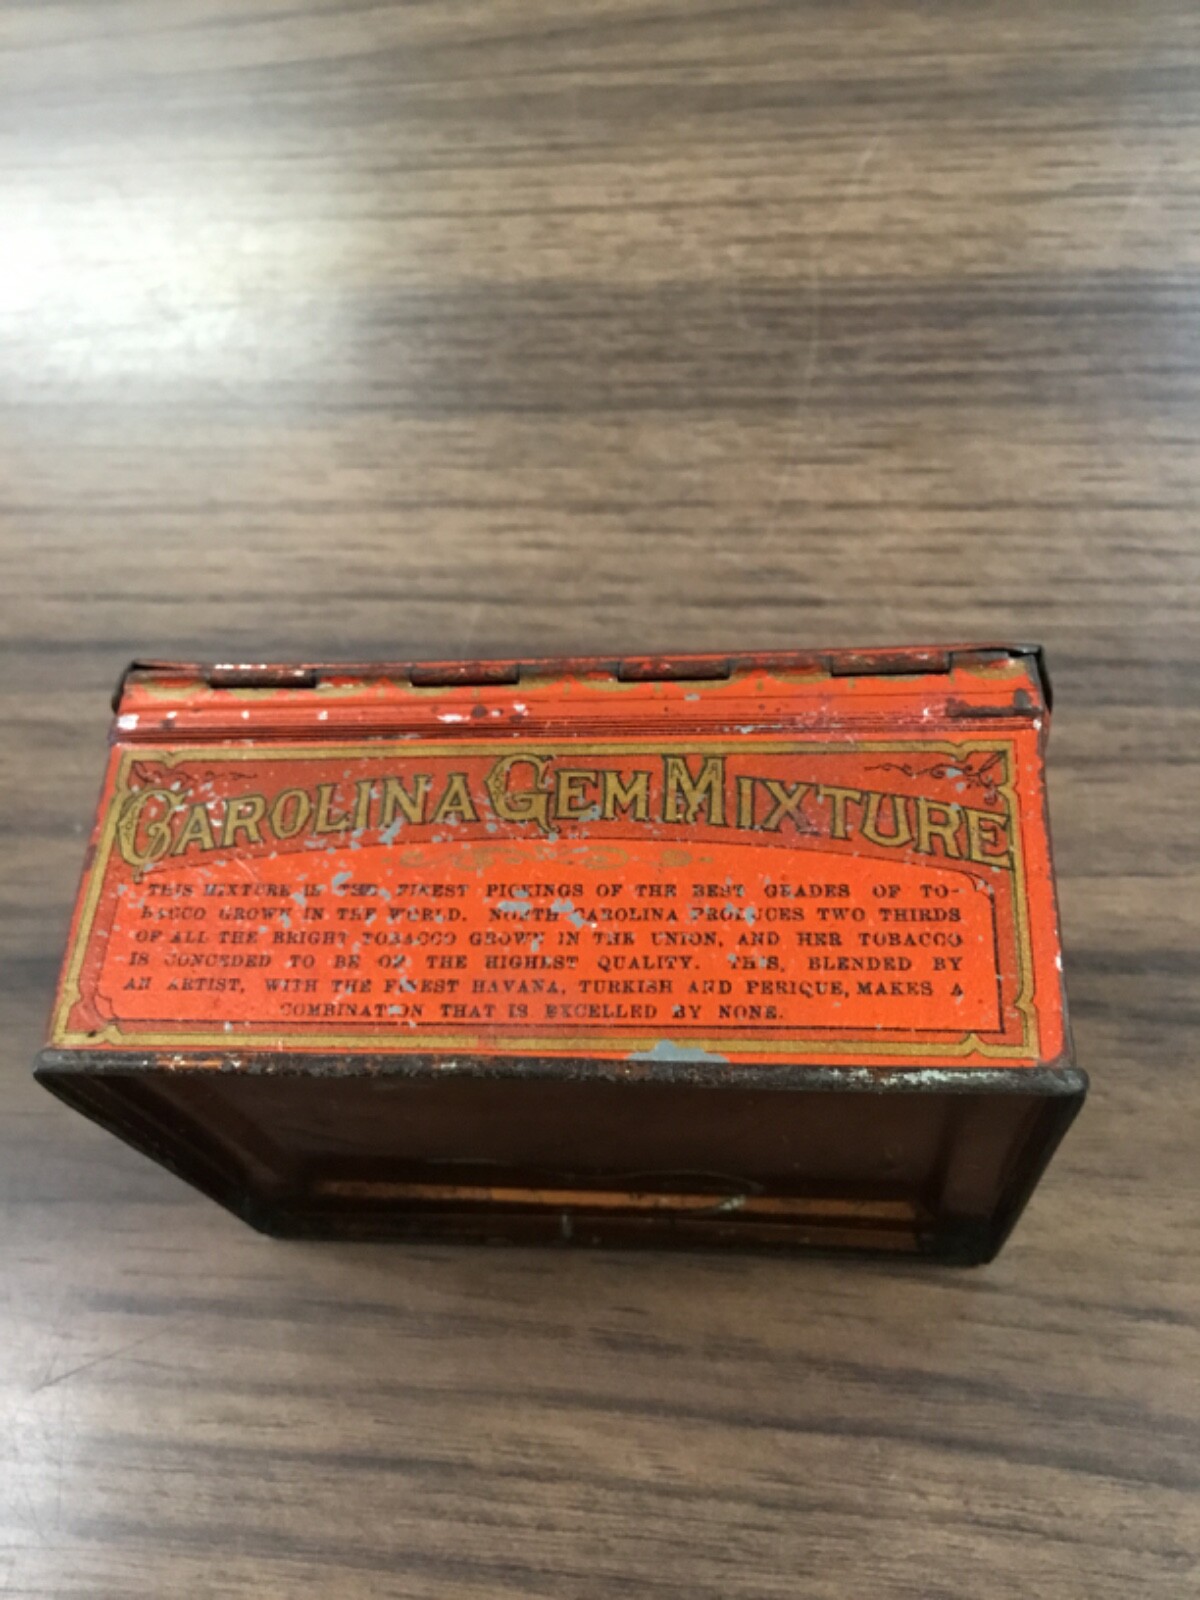 CAROLINA GEM MIXTURE
THIS MIXTURE IS THE FINEST PICKINGS OF THE BEST GRADES OF TO-
BACCO GROWN IN THE WORLD. NORTH CAROLINA PRODUCES TWO THIRDS
OF ALL THE BRIGHT TOBACCO GROWN IN THE UNION, AND HER TOBACCO
IS CONCEDED TO BE OF THE HIGHEST QUALITY. THIS, BLENDED BY
AN ARTIST, WITH THE FINEST HAVANA, TURKISH AND PERIQUE, MAKES A
COMBINATION THAT IS EXCELLED BY NONE.